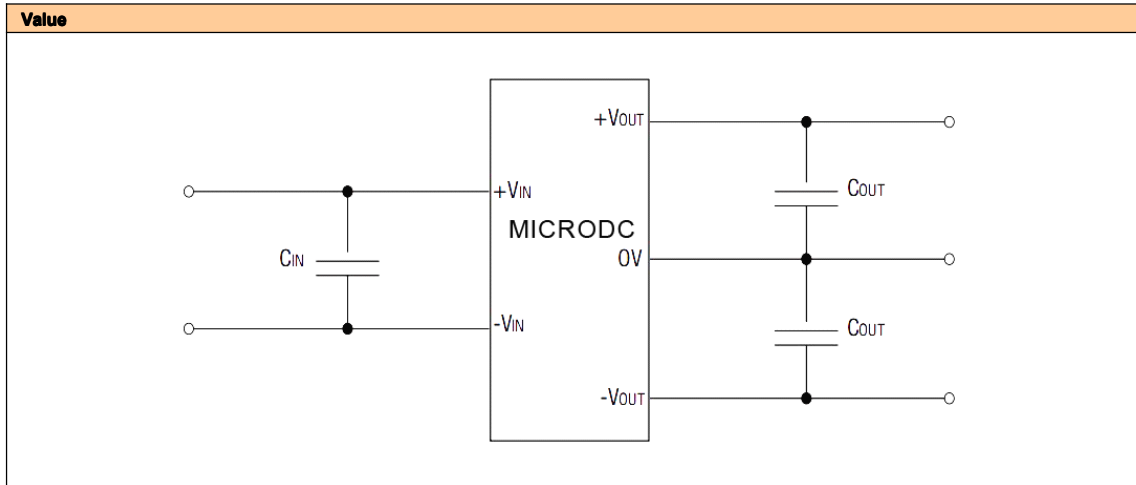 Value
+VOUT
COUT
+VIN
MICRODC
CIN
0V
-VIN
COUT
-VOUT